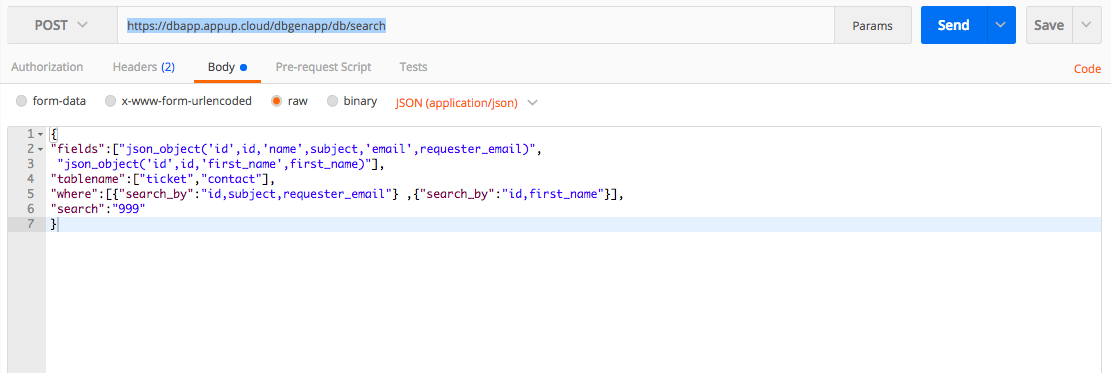 POST https://dbapp.appup.cloud/dbgenapp/db/search Params Send Save
Authorization Headers (2) Body Pre-request Script Tests Code
form-data x-www-form-urlencoded raw binary JSON (application/json)
1 {
2 "fields":["json_object('id',id,'name',subject,'email',requester_email)",
3 "json_object('id',id,'first_name',first_name)"],
4 "tablename":["ticket","contact"],
5 "where":[{"search_by":"id,subject,requester_email"} ,{"search_by":"id,first_name"}],
6 "search":"999"
7 }